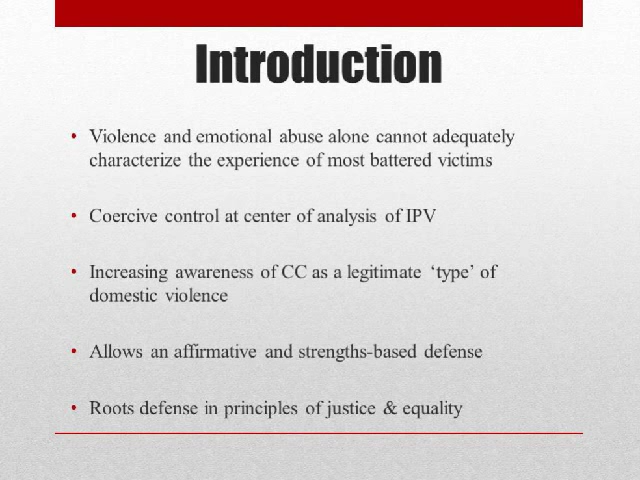 Introduction
• Violence and emotional abuse alone cannot adequately
characterize the experience of most battered victims
• Coercive control at center of analysis of IPV
• Increasing awareness of CC as a legitimate ‘type’ of
domestic violence
• Allows an affirmative and strengths-based defense
• Roots defense in principles of justice & equality